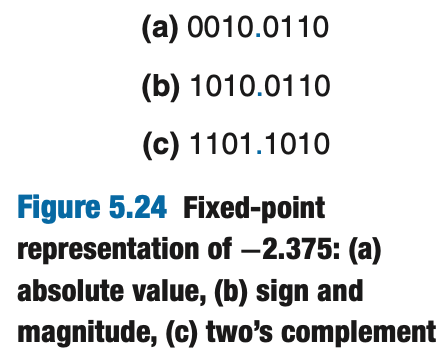 (a) 0010.0110
(b) 1010.0110
(c) 1101.1010
Figure 5.24 Fixed-point
representation of −2.375: (a)
absolute value, (b) sign and
magnitude, (c) two’s complement